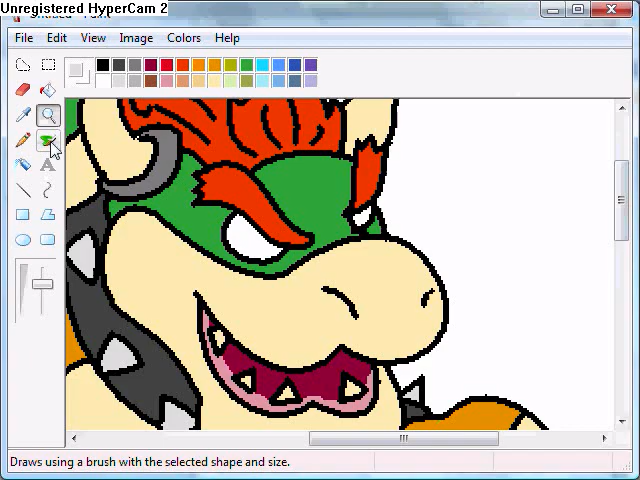 Unregistered HyperCam 2
File Edit View Image Colors Help
A
Draws using a brush with the selected shape and size.